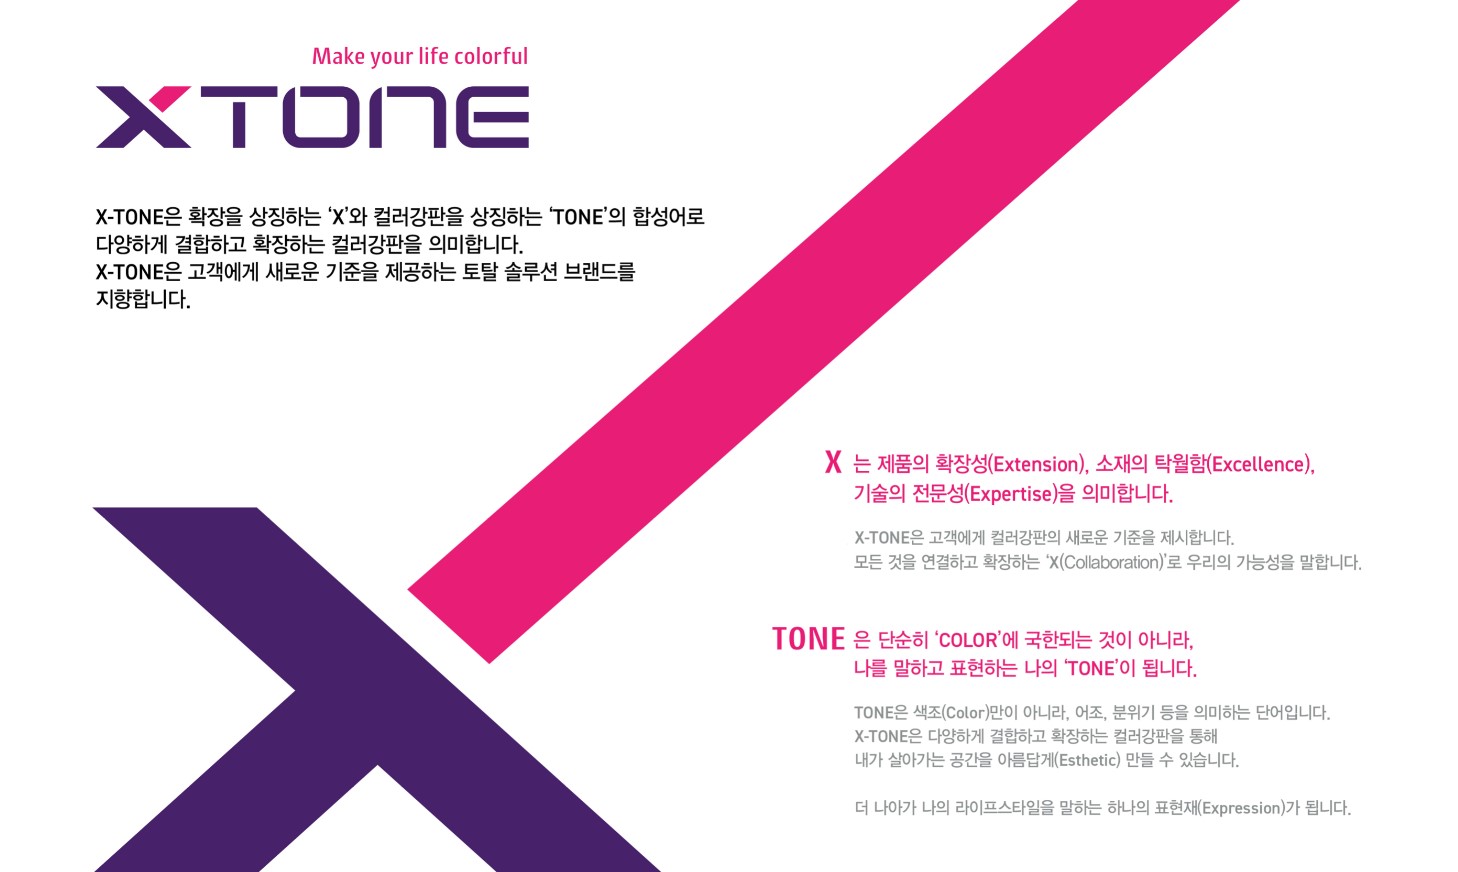 Make your life colorful
XTONE
X-TONE은 확장을 상징하는 ‘X’와 컬러강판을 상징하는 ‘TONE’의 합성어로
다양하게 결합하고 확장하는 컬러강판을 의미합니다.
X-TONE은 고객에게 새로운 기준을 제공하는 토탈 솔루션 브랜드를
지향합니다.
X 는 제품의 확장성(Extension), 소재의 탁월함(Excellence),
기술의 전문성(Expertise)을 의미합니다.
X-TONE은 고객에게 컬러강판의 새로운 기준을 제시합니다.
모든 것을 연결하고 확장하는 ‘X(Collaboration)’로 우리의 가능성을 말합니다.
TONE 은 단순히 ‘COLOR’에 국한되는 것이 아니라,
나를 말하고 표현하는 나의 ‘TONE’이 됩니다.
TONE은 색조(Color)만이 아니라, 어조, 분위기 등을 의미하는 단어입니다.
X-TONE은 다양하게 결합하고 확장하는 컬러강판을 통해
내가 살아가는 공간을 아름답게(Esthetic) 만들 수 있습니다.
더 나아가 나의 라이프스타일을 말하는 하나의 표현재(Expression)가 됩니다.